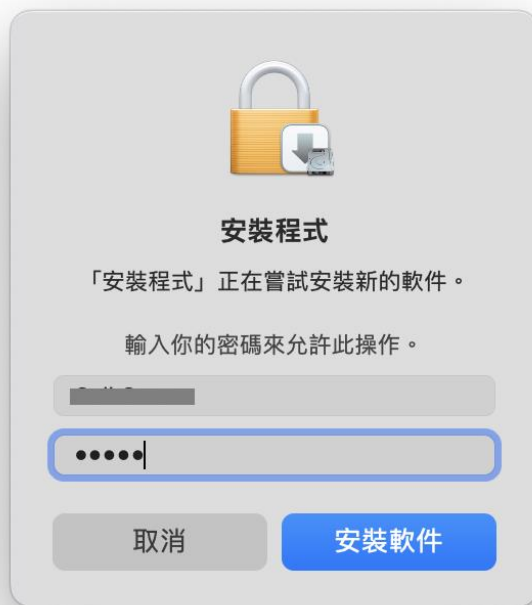 安裝程式
「安裝程式」正在嘗試安裝新的軟件。
輸入你的密碼來允許此操作。
•••••
取消
安裝軟件